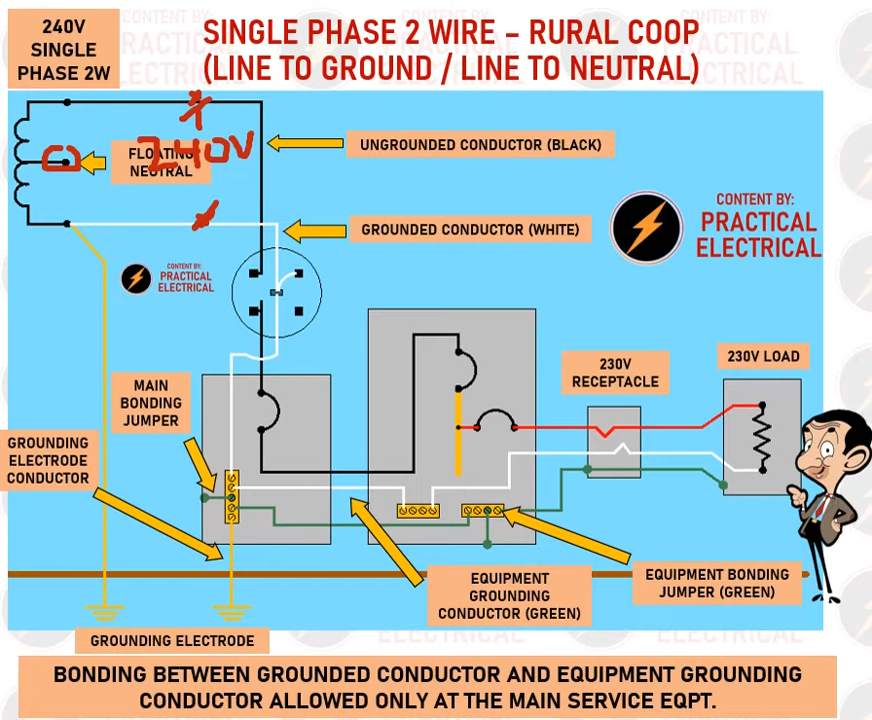 240V
SINGLE
PHASE 2W
SINGLE PHASE 2 WIRE – RURAL COOP
(LINE TO GROUND / LINE TO NEUTRAL)
UNGROUNDED CONDUCTOR (BLACK)
FLOATING
NEUTRAL
240V
GROUNDED CONDUCTOR (WHITE)
CONTENT BY:
PRACTICAL
ELECTRICAL
CONTENT BY:
PRACTICAL
ELECTRICAL
230V
RECEPTACLE
230V LOAD
MAIN
BONDING
JUMPER
GROUNDING
ELECTRODE
CONDUCTOR
EQUIPMENT
GROUNDING
CONDUCTOR (GREEN)
EQUIPMENT BONDING
JUMPER (GREEN)
GROUNDING ELECTRODE
BONDING BETWEEN GROUNDED CONDUCTOR AND EQUIPMENT GROUNDING
CONDUCTOR ALLOWED ONLY AT THE MAIN SERVICE EQPT.